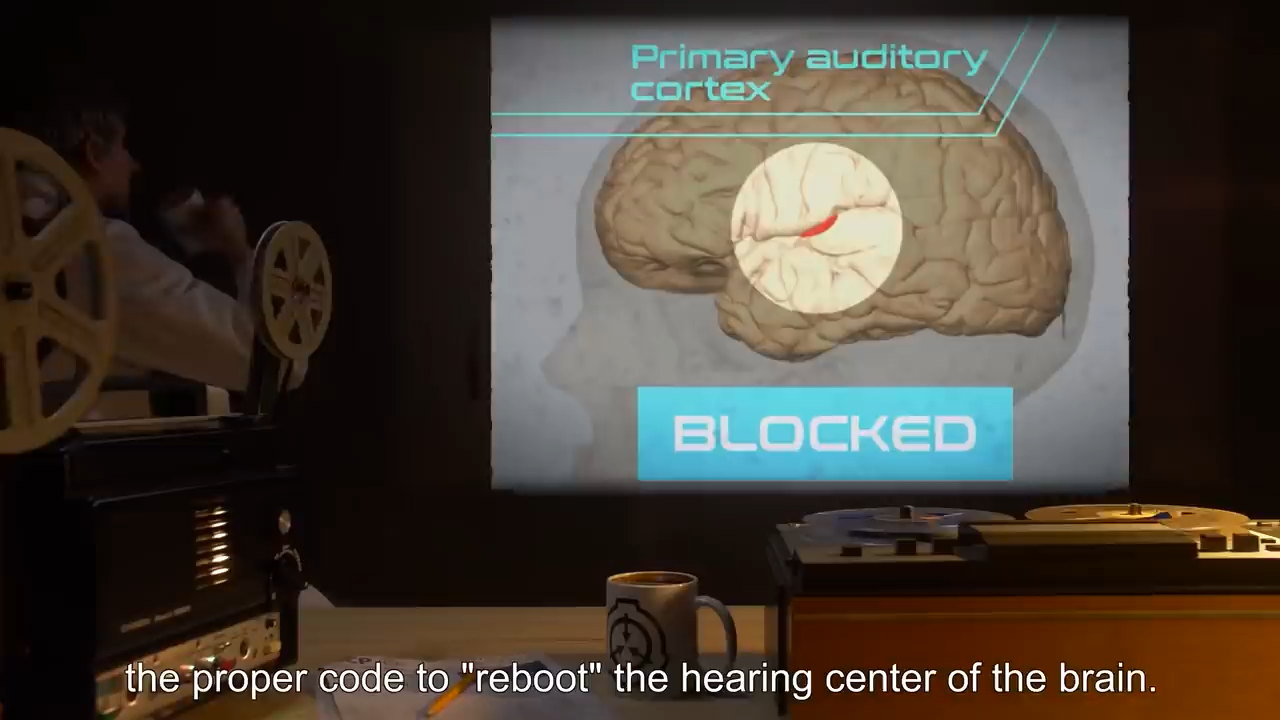 Primary auditory
cortex
BLOCKED
the proper code to "reboot" the hearing center of the brain.